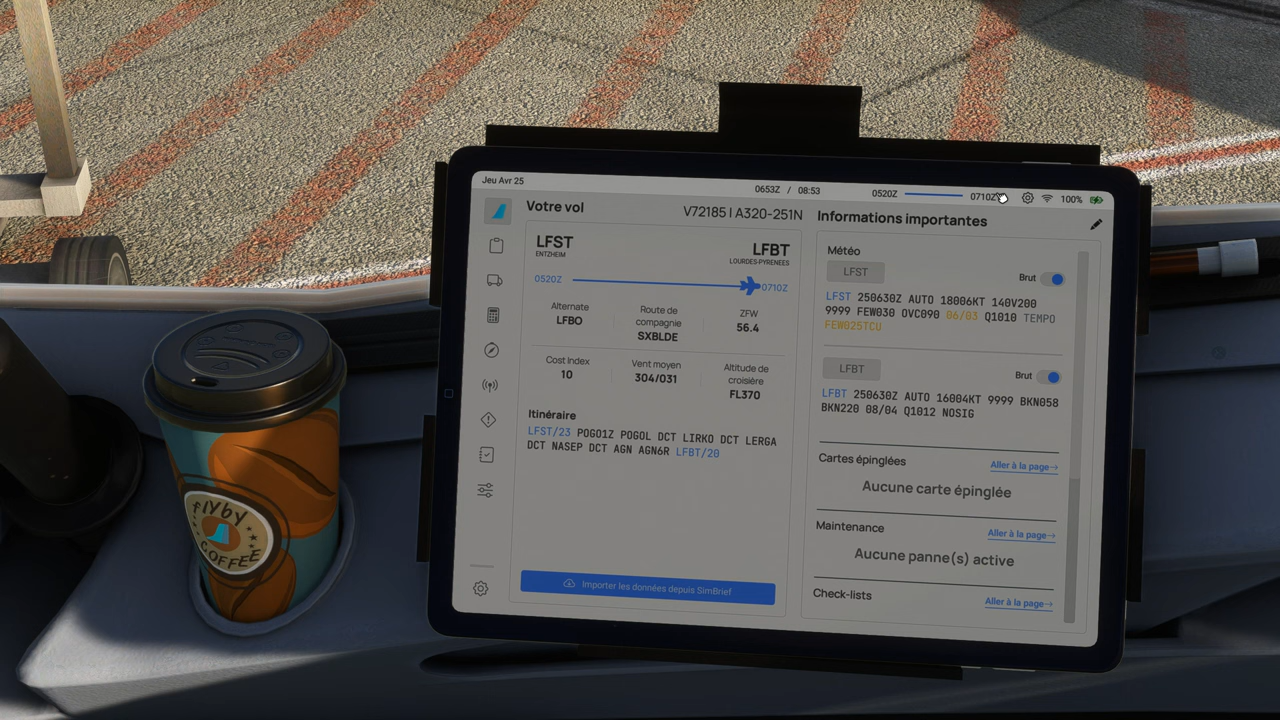 Jeu Avr 25
0653Z / 08:53
0520Z
0710Z
100%
Votre vol
V72185 | A320-251N
LFST
ENTZHEIM
LFBT
LOURDES-PYRENEES
0520Z
0710Z
Alternate
LFBO
Route de
compagnie
SXBLDE
ZFW
56.4
Cost Index
10
Vent moyen
304/031
Altitude de
croisière
FL370
Itinéraire
LFST/23 POGO1Z POGOL DCT LIRKO DCT LERGA
DCT NASEP DCT AGN AGN6R LFBT/20
Importer les données depuis SimBrief
Informations importantes
Météo
LFST
Brut
LFST 250630Z AUTO 18006KT 140V200
9999 FEW030 OVC090 06/03 Q1010 TEMPO
FEW025TCU
LFBT
Brut
LFBT 250630Z AUTO 16004KT 9999 BKN058
BKN220 08/04 Q1012 NOSIG
Cartes épinglées
Aller à la page→
Aucune carte épinglée
Maintenance
Aller à la page→
Aucune panne(s) active
Check-lists
Aller à la page→
flyby
COFFEE